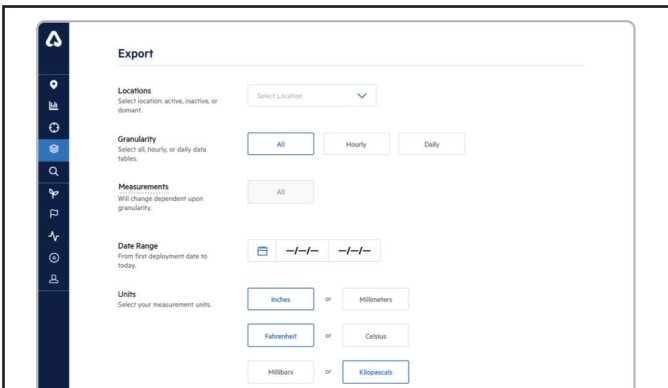 Export
Locations
Select location: active, inactive, or
domant.
Select Location
Granularity
Select all, hourly, or daily data
tables.
All
Hourly
Daily
Measurements
Will change dependent upon
granularity.
All
Date Range
From first deployment date to
today.
—/—/—
—/—/—
Units
Select your measurement units.
Inches
or
Millimeters
Fahrenheit
or
Celsius
Millibars
or
Kilopascals